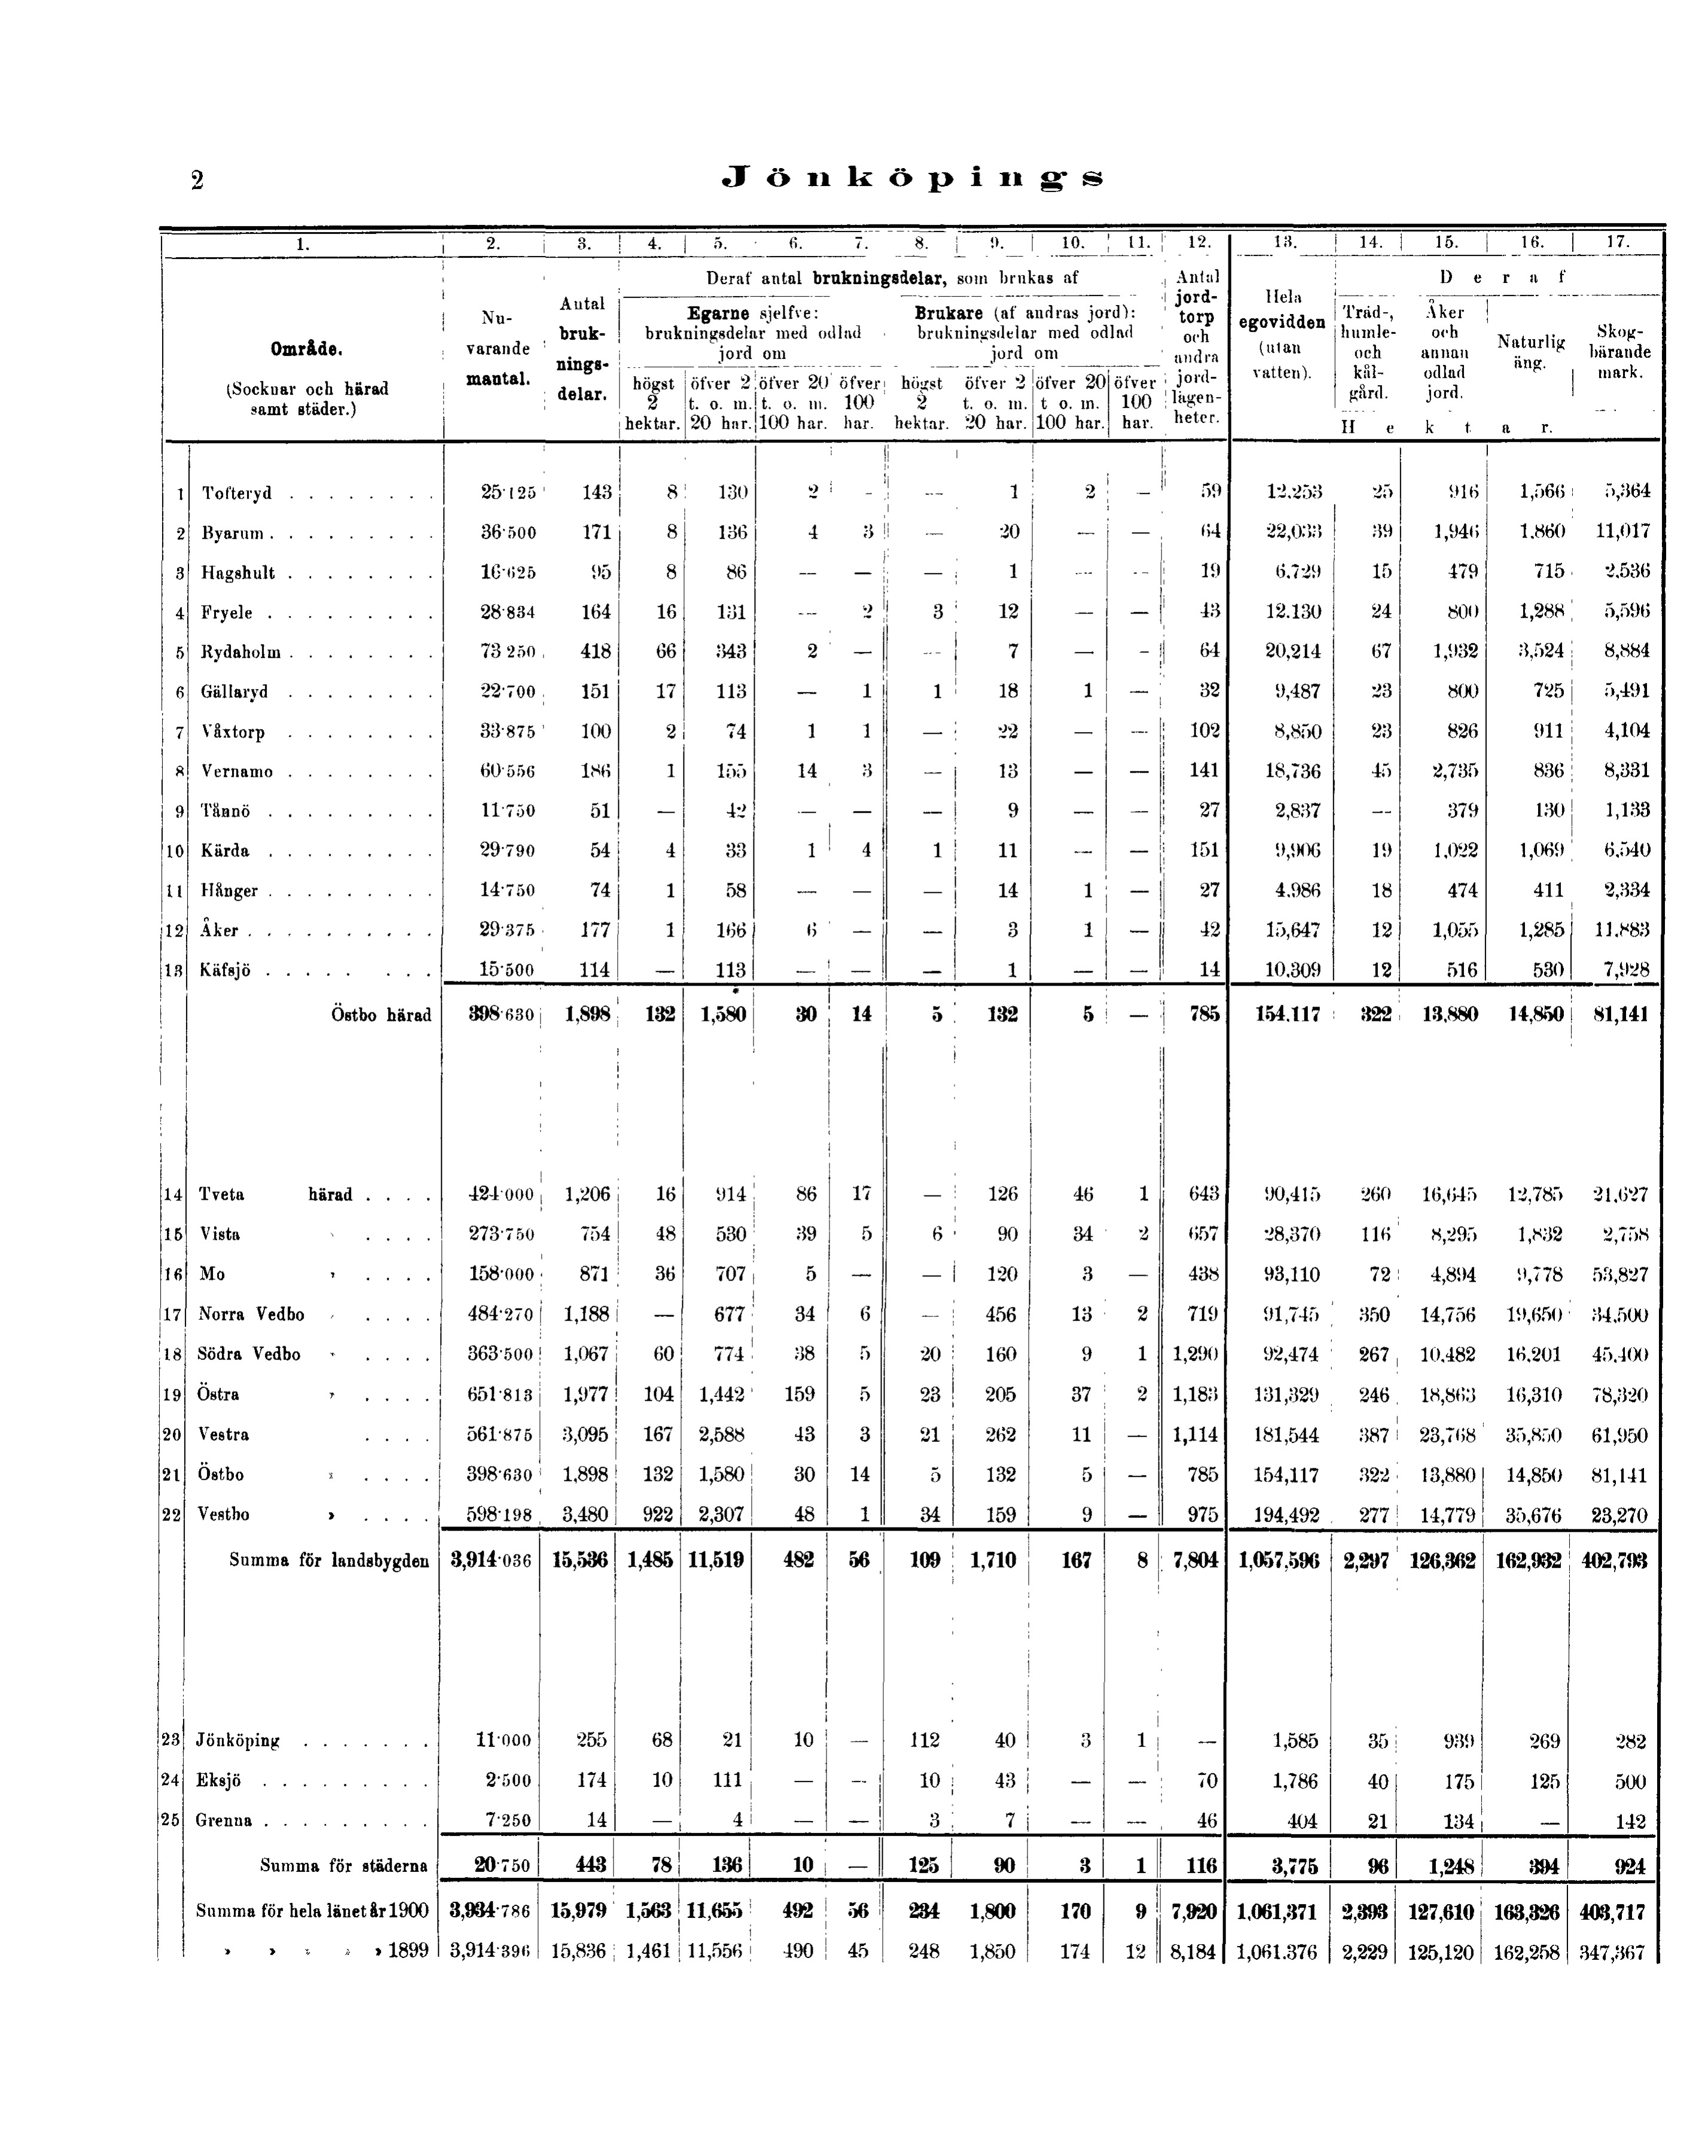 2 Jönköpings
1. 2. 3. 4. 5. 6. 7. 8. 9. 10. 11. 12. 13. 14. 15. 16. 17.
Område.
(Socknar och härad
samt städer.)
Nu-
varande
mantal.
Antal
bruk-
nings-
delar.
Deraf antal brukningsdelar, som brukas af
Egarne sjelfve:
brukningsdelar med odlad
jord om
högst
2
hektar.
öfver 2
t. o. m.
20 har.
öfver 20
t. o. m.
100 har.
öfver
100
har.
Brukare (af andras jord):
brukningsdelar med odlad
jord om
högst
2
hektar.
öfver 2
t. o. m.
20 har.
öfver 20
t o. m.
100 har.
öfver
100
har.
Antal
jord-
torp
och
andra
jord-
lägen-
heter.
Hela
egovidden
(utan
vatten).
Deraf
Träd-,
humle-
och
kål-
gård.
Åker
och
annan
odlad
jord.
Naturlig
äng.
Skog-
bärande
mark.
Hektar.
1 Tofteryd . . . . . . . . 25·125 143 8 130 2 - — 1 2 — 59 12.253 25 916 1,566 5,364
2 Byarum . . . . . . . . . 36·500 171 8 136 4 3 — 20 — — 64 22,033 39 1,946 1.860 11,017
3 Hagshult . . . . . . . . 16·625 95 8 86 — — — 1 — — 19 6.729 15 479 715 2.536
4 Fryele . . . . . . . . . 28·834 164 16 131 — 2 3 12 — — 43 12.130 24 800 1,288 5,596
5 Rydaholm . . . . . . . . 73 250 418 66 343 2 — — 7 — - 64 20,214 67 1,932 3,524 8,884
6 Gällaryd . . . . . . . . 22·700 151 17 113 — 1 1 18 1 — 32 9,487 23 800 725 5,491
7 Våxtorp . . . . . . . . 33·875 100 2 74 1 1 — 22 — — 102 8,850 23 826 911 4,104
8 Vernamo . . . . . . . . 60·556 186 1 155 14 3 — 13 — — 141 18,736 45 2,735 836 8,331
9 Tånnö . . . . . . . . . 11·750 51 — 42 — — — 9 — — 27 2,837 — 379 130 1,133
10 Kärda . . . . . . . . . 29·790 54 4 33 1 4 1 11 — — 151 9,906 19 1.022 1,069 6.540
11 Hånger . . . . . . . . . 14·750 74 1 58 — — — 14 1 — 27 4.986 18 474 411 2,334
12 Åker . . . . . . . . . . 29·375 177 1 166 6 — — 3 1 — 42 15,647 12 1,055 1,285 11.883
13 Käfsjö . . . . . . . . 15·500 114 — 113 — — — 1 — — 14 10.309 12 516 530 7,928
Östbo härad 398·630 1,898 132 1,580 30 14 5 132 5 — 785 154.117 322 13,880 14,850 81,141
14 Tveta härad . . . . 424·000 1,206 16 914 86 17 — 126 46 1 643 90,415 260 16,645 12,785 21.627
15 Vista » . . . . 273·750 754 48 530 39 5 6 90 34 2 657 28,370 116 8,295 1,832 2,758
16 Mo » . . . . 158·000 871 36 707 5 — — 120 3 — 438 93,110 72 4,894 9,778 53,827
17 Norra Vedbo » . . . . 484·270 1,188 — 677 34 6 — 456 13 2 719 91,745 350 14,756 19,650 34.500
18 Södra Vedbo » . . . . 363·500 1,067 60 774 38 5 20 160 9 1 1,290 92,474 267 10.482 16.201 45,400
19 Östra » . . . . 651·813 1,977 104 1,442 159 5 23 205 37 2 1,183 131,329 246 18,863 16,310 78,320
20 Vestra . . . . 561·875 3,095 167 2,588 43 3 21 262 11 — 1,114 181,544 387 23,768 35,850 61,950
21 Östbo » . . . . 398·630 1,898 132 1,580 30 14 5 132 5 — 785 154,117 322 13,880 14,850 81,141
22 Vestbo » . . . . 598·198 3,480 922 2,307 48 1 34 159 9 — 975 194,492 277 14,779 35,676 23,270
Summa för landsbygden 3,914·036 15,536 1,485 11,519 482 56 109 1,710 167 8 7,804 1,057,596 2,297 126,362 162,932 402,793
23 Jönköping . . . . . . . 11·000 255 68 21 10 — 112 40 3 1 — 1,585 35 939 269 282
24 Eksjö . . . . . . . . . 2·500 174 10 111 — — 10 43 — — 70 1,786 40 175 125 500
25 Grenna . . . . . . . . . 7·250 14 — 4 — — 3 7 — — 46 404 21 134 — 142
Summa för städerna 20·750 443 78 136 10 — 125 90 3 1 116 3,775 96 1,248 394 924
Summa för hela länet år 1900 3,934·786 15,979 1,563 11,655 492 56 234 1,800 170 9 7,920 1,061,371 2,393 127,610 163,326 403,717
» » » » » 1899 3,914·396 15,836 1,461 11,556 490 45 248 1,850 174 12 8,184 1,061.376 2,229 125,120 162,258 347,367